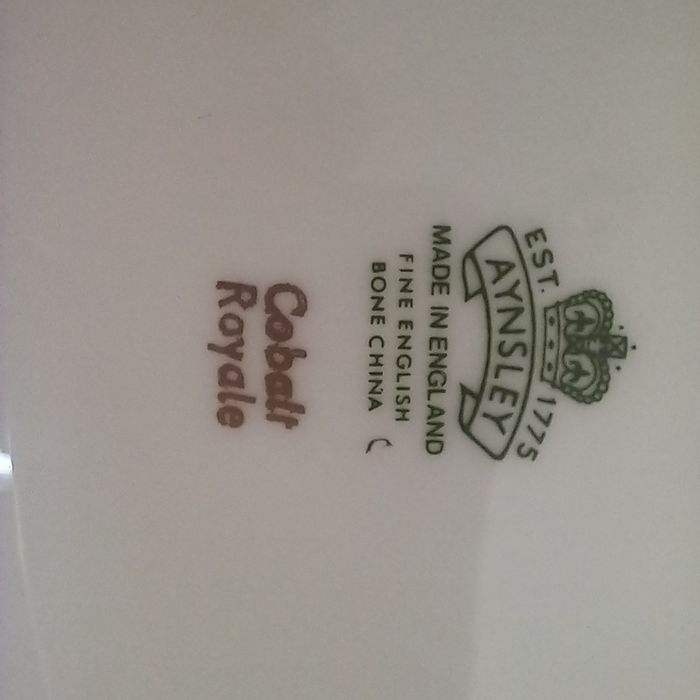 EST. 1775
AYNSLEY
MADE IN ENGLAND
FINE ENGLISH
BONE CHINA C
Cobalt
Royale